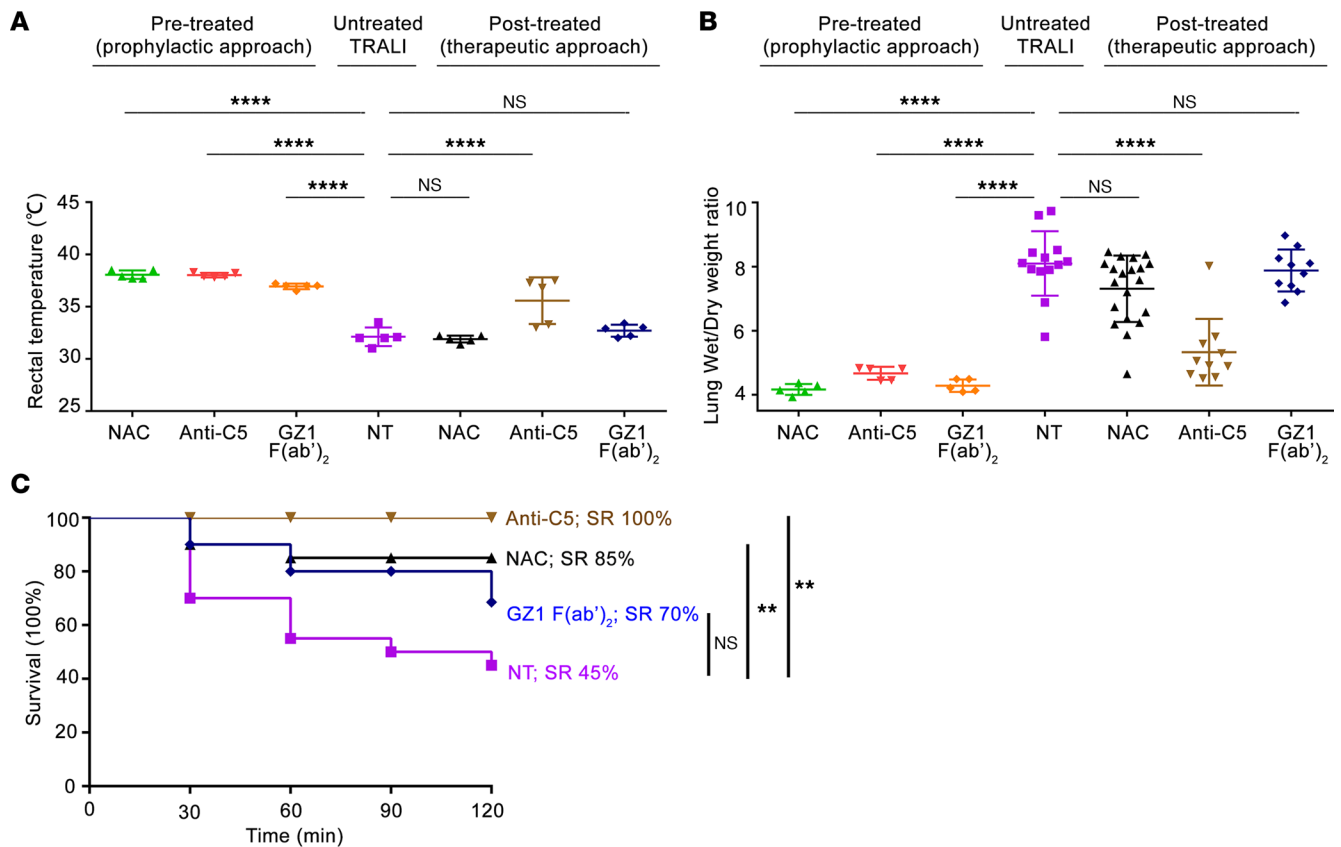 A
Pre-treated
(prophylactic approach)
Untreated
TRALI
Post-treated
(therapeutic approach)
****
NS
****
****
****
NS
Rectal temperature (℃)
45
40
35
30
25
NAC
Anti-C5
GZ1
F(ab’)2
NT
NAC
Anti-C5
GZ1
F(ab’)2
B
Pre-treated
(prophylactic approach)
Untreated
TRALI
Post-treated
(therapeutic approach)
****
NS
****
****
****
NS
Lung Wet/Dry weight ratio
10
8
6
4
NAC
Anti-C5
GZ1
F(ab’)2
NT
NAC
Anti-C5
GZ1
F(ab’)2
C
Survival (100%)
100
80
60
40
20
0
0
30
60
90
120
Time (min)
Anti-C5; SR 100%
NAC; SR 85%
GZ1 F(ab’)2; SR 70%
NT; SR 45%
NS
**
**